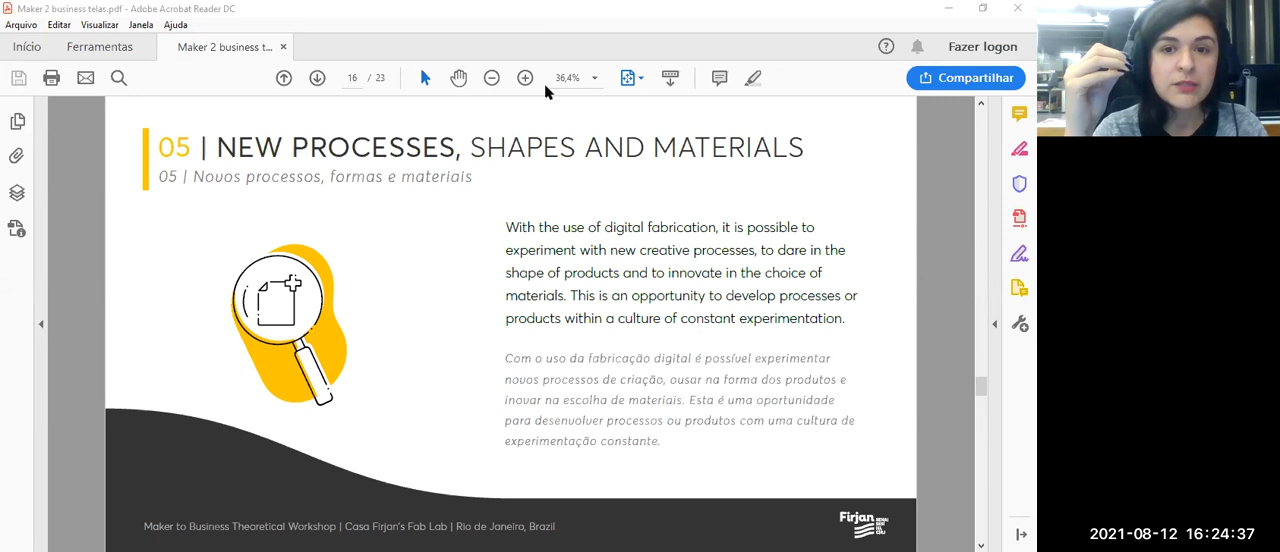 Maker 2 business telas.pdf - Adobe Acrobat Reader DC
Arquivo Editar Visualizar Janela Ajuda
Início Ferramentas Maker 2 business t... × Fazer logon
16 / 23 36,4% Compartilhar
05 | NEW PROCESSES, SHAPES AND MATERIALS
05 | Novos processos, formas e materiais
With the use of digital fabrication, it is possible to
experiment with new creative processes, to dare in the
shape of products and to innovate in the choice of
materials. This is an opportunity to develop processes or
products within a culture of constant experimentation.
Com o uso da fabricação digital é possível experimentar
novos processos de criação, ousar na forma dos produtos e
inovar na escolha de materiais. Esta é uma oportunidade
para desenvolver processos ou produtos com uma cultura de
experimentação constante.
Maker to Business Theoretical Workshop | Casa Firjan's Fab Lab | Rio de Janeiro, Brazil
Firjan
2021-08-12 16:24:37